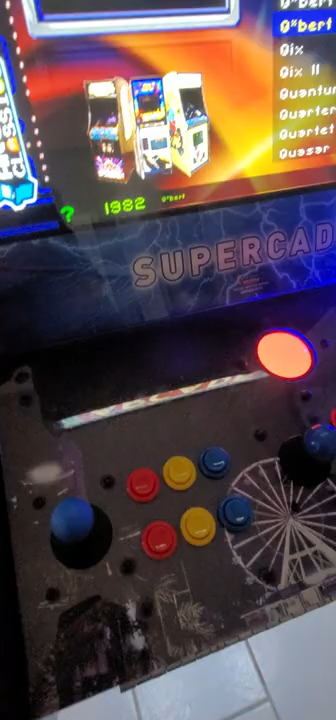 Q*bert
Q*bert
Qix
Qix II
Quantum
Quarter
Quartet
Quasar
? 1982 Q*bert
SUPERCAD